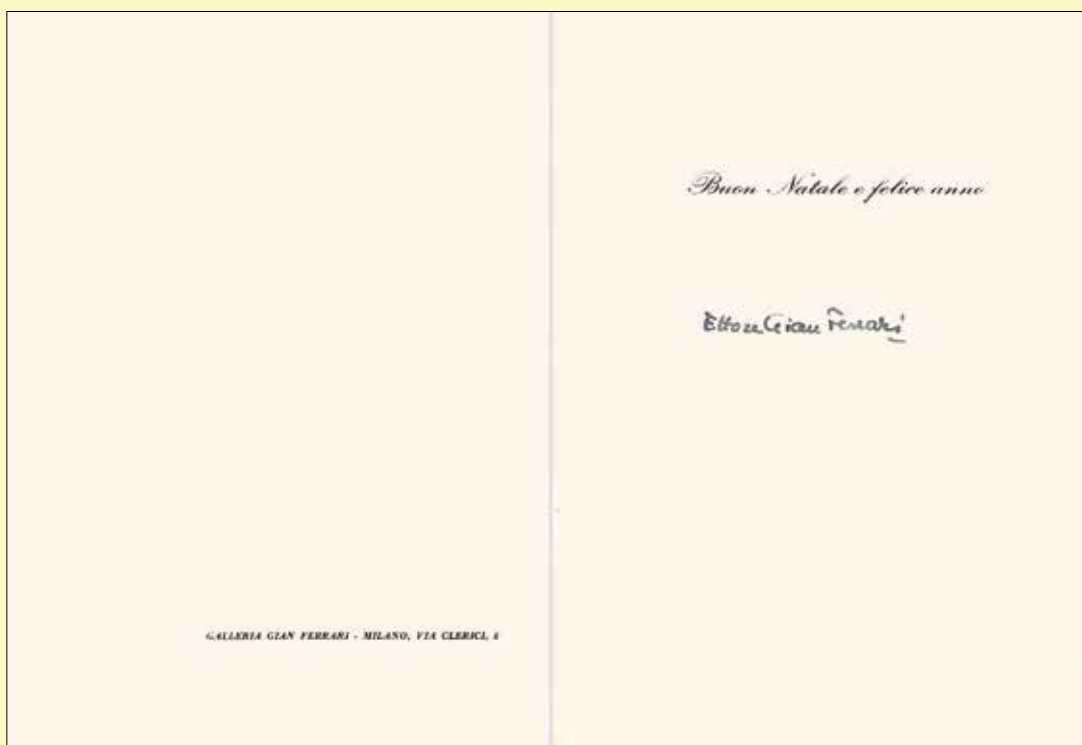 Buon Natale e felice anno
Ettore Gian Ferrari
GALLERIA GIAN FERRARI - MILANO, VIA CLERICI,